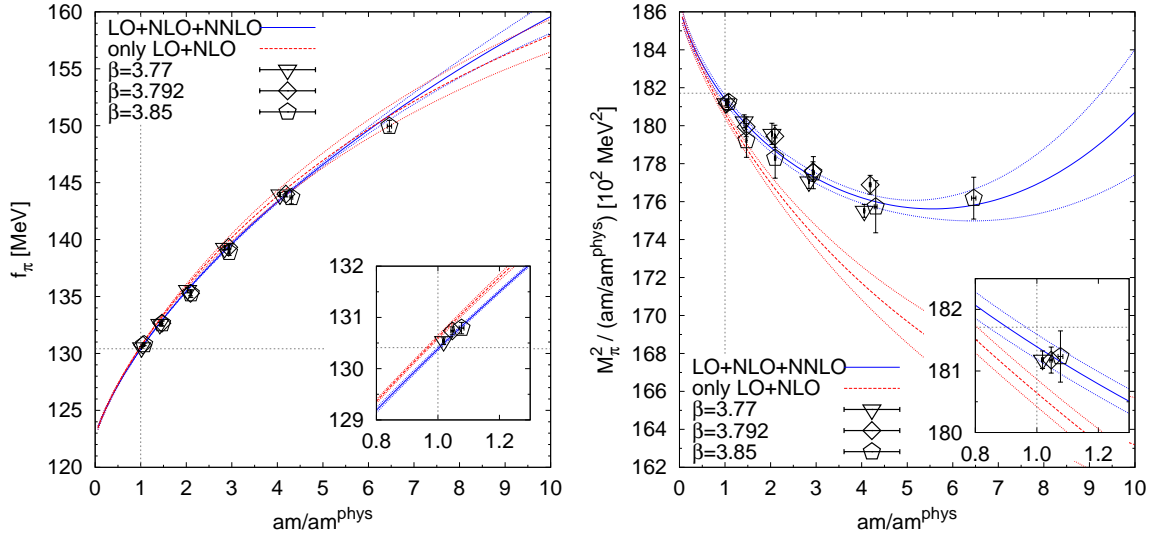 LO+NLO+NNLO
only LO+NLO
β=3.77
β=3.792
β=3.85
f_π [MeV]
160
155
150
145
140
135
130
125
120
0 1 2 3 4 5 6 7 8 9 10
am/am^phys
132
131
130
129
0.8 1.0 1.2
M_π^2 / (am/am^phys) [10^2 MeV^2]
186
184
182
180
178
176
174
172
170
168
166
164
162
0 1 2 3 4 5 6 7 8 9 10
am/am^phys
LO+NLO+NNLO
only LO+NLO
β=3.77
β=3.792
β=3.85
182
181
180
0.8 1.0 1.2